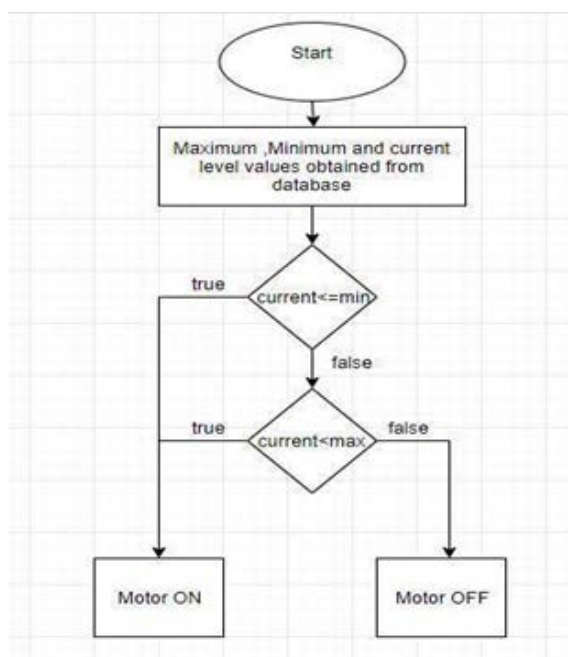 Start
Maximum ,Minimum and current
level values obtained from
database
true
current<=min
false
true
current<max
false
Motor ON
Motor OFF